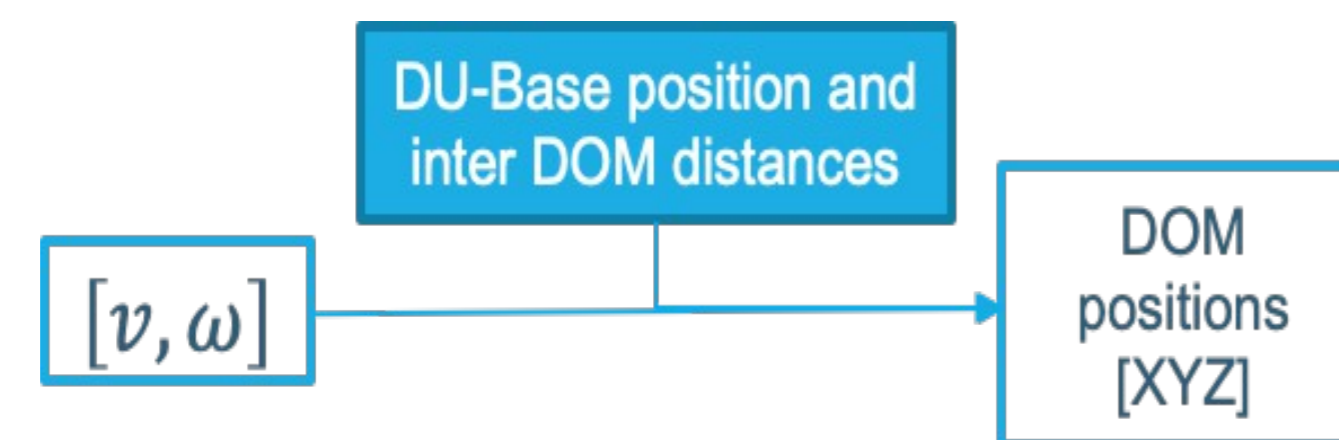 DU-Base position and
inter DOM distances
[v, ω]
DOM
positions
[XYZ]